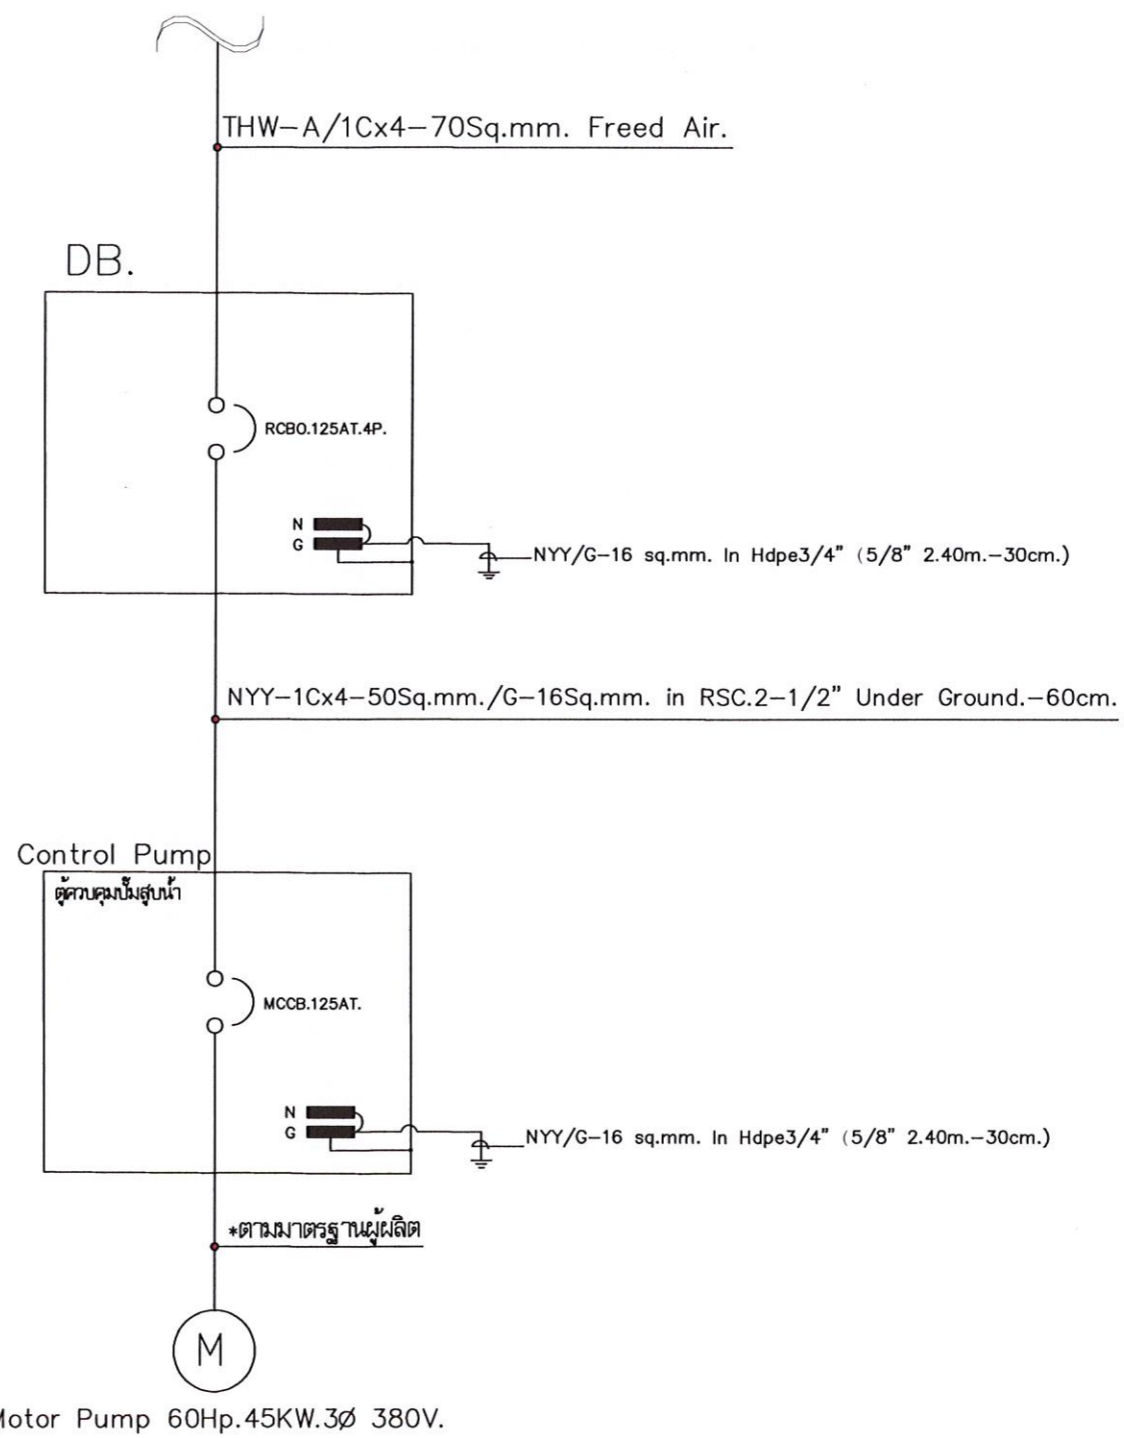 THW-A/1Cx4-70Sq.mm. Freed Air.
DB.
RCBO.125AT.4P.
N
G
NYY/G-16 sq.mm. In Hdpe3/4" (5/8" 2.40m.-30cm.)
NYY-1Cx4-50Sq.mm./G-16Sq.mm. in RSC.2-1/2" Under Ground.-60cm.
Control Pump
ตู้ควบคุมปั๊มสูบน้ำ
MCCB.125AT.
N
G
NYY/G-16 sq.mm. In Hdpe3/4" (5/8" 2.40m.-30cm.)
*ตามมาตรฐานผู้ผลิต
M
Motor Pump 60Hp.45KW.3Ø 380V.